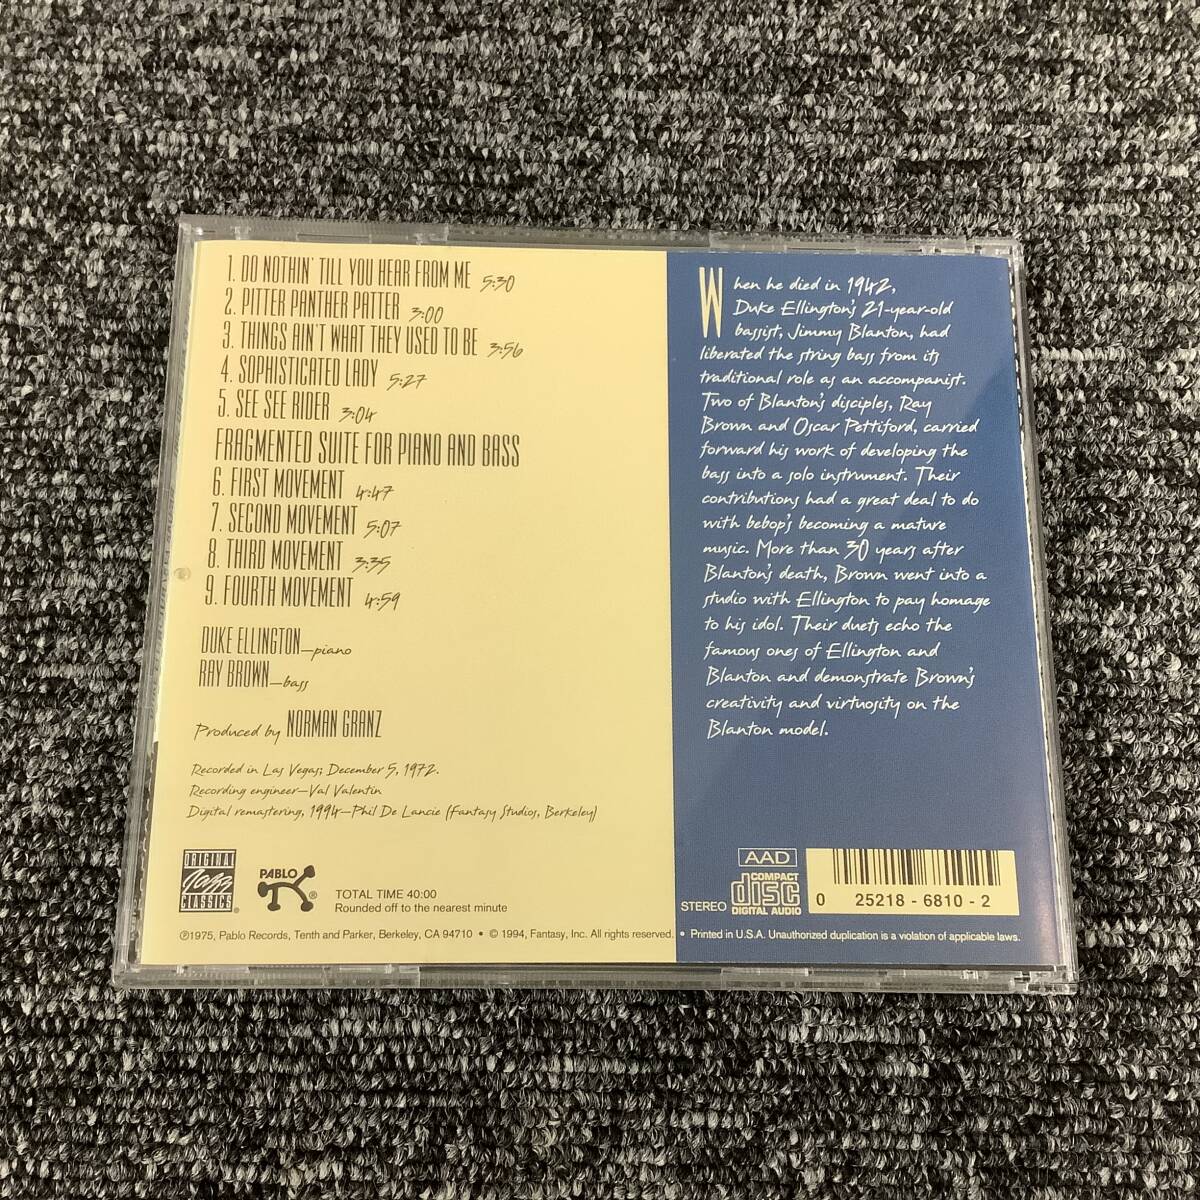 1. DO NOTHIN' TILL YOU HEAR FROM ME 5:30
2. PITTER PANTHER PATTER 3:00
3. THINGS AIN'T WHAT THEY USED TO BE 3:56
4. SOPHISTICATED LADY 5:27
5. SEE SEE RIDER 3:04
FRAGMENTED SUITE FOR PIANO AND BASS
6. FIRST MOVEMENT 4:47
7. SECOND MOVEMENT 5:07
8. THIRD MOVEMENT 3:35
9. FOURTH MOVEMENT 4:59
DUKE ELLINGTON—piano
RAY BROWN—bass
Produced by NORMAN GRANZ
Recorded in Las Vegas; December 5, 1972.
Recording engineer—Val Valentin
Digital remastering, 1994—Phil De Lancie (Fantasy Studios, Berkeley)
ORIGINAL
Jazz
CLASSICS®
PABLO®
TOTAL TIME 40:00
Rounded off to the nearest minute
℗1975, Pablo Records, Tenth and Parker, Berkeley, CA 94710 • © 1994, Fantasy, Inc. All rights reserved. • Printed in U.S.A. Unauthorized duplication is a violation of applicable laws.
When he died in 1942,
Duke Ellington's 21-year-old
bassist, Jimmy Blanton, had
liberated the string bass from its
traditional role as an accompanist.
Two of Blanton's disciples, Ray
Brown and Oscar Pettiford, carried
forward his work of developing the
bass into a solo instrument. Their
contributions had a great deal to do
with bebop's becoming a mature
music. More than 30 years after
Blanton's death, Brown went into a
studio with Ellington to pay homage
to his idol. Their duets echo the
famous ones of Ellington and
Blanton and demonstrate Brown's
creativity and virtuosity on the
Blanton model.
AAD
STEREO
COMPACT
disc
DIGITAL AUDIO
0 25218-6810-2